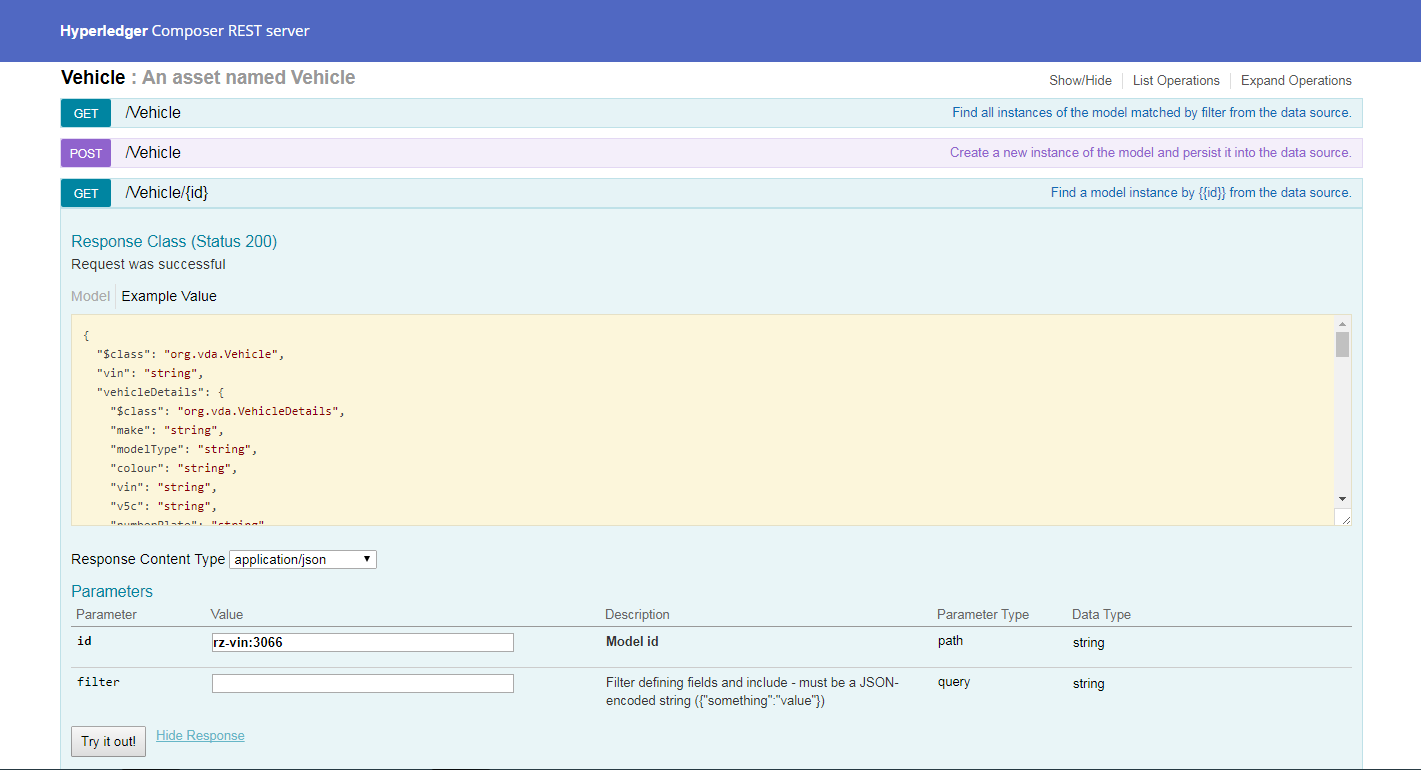 Hyperledger Composer REST server
Vehicle : An asset named Vehicle
Show/Hide List Operations Expand Operations
GET /Vehicle Find all instances of the model matched by filter from the data source.
POST /Vehicle Create a new instance of the model and persist it into the data source.
GET /Vehicle/{id} Find a model instance by {{id}} from the data source.
Response Class (Status 200)
Request was successful
Model Example Value
{
"$class": "org.vda.Vehicle",
"vin": "string",
"vehicleDetails": {
"$class": "org.vda.VehicleDetails",
"make": "string",
"modelType": "string",
"colour": "string",
"vin": "string",
"v5c": "string",
"numberPlate": "string"
Response Content Type application/json
Parameters
Parameter Value Description Parameter Type Data Type
id rz-vin:3066 Model id path string
filter Filter defining fields and include - must be a JSON- query string
encoded string ({"something":"value"})
Try it out! Hide Response